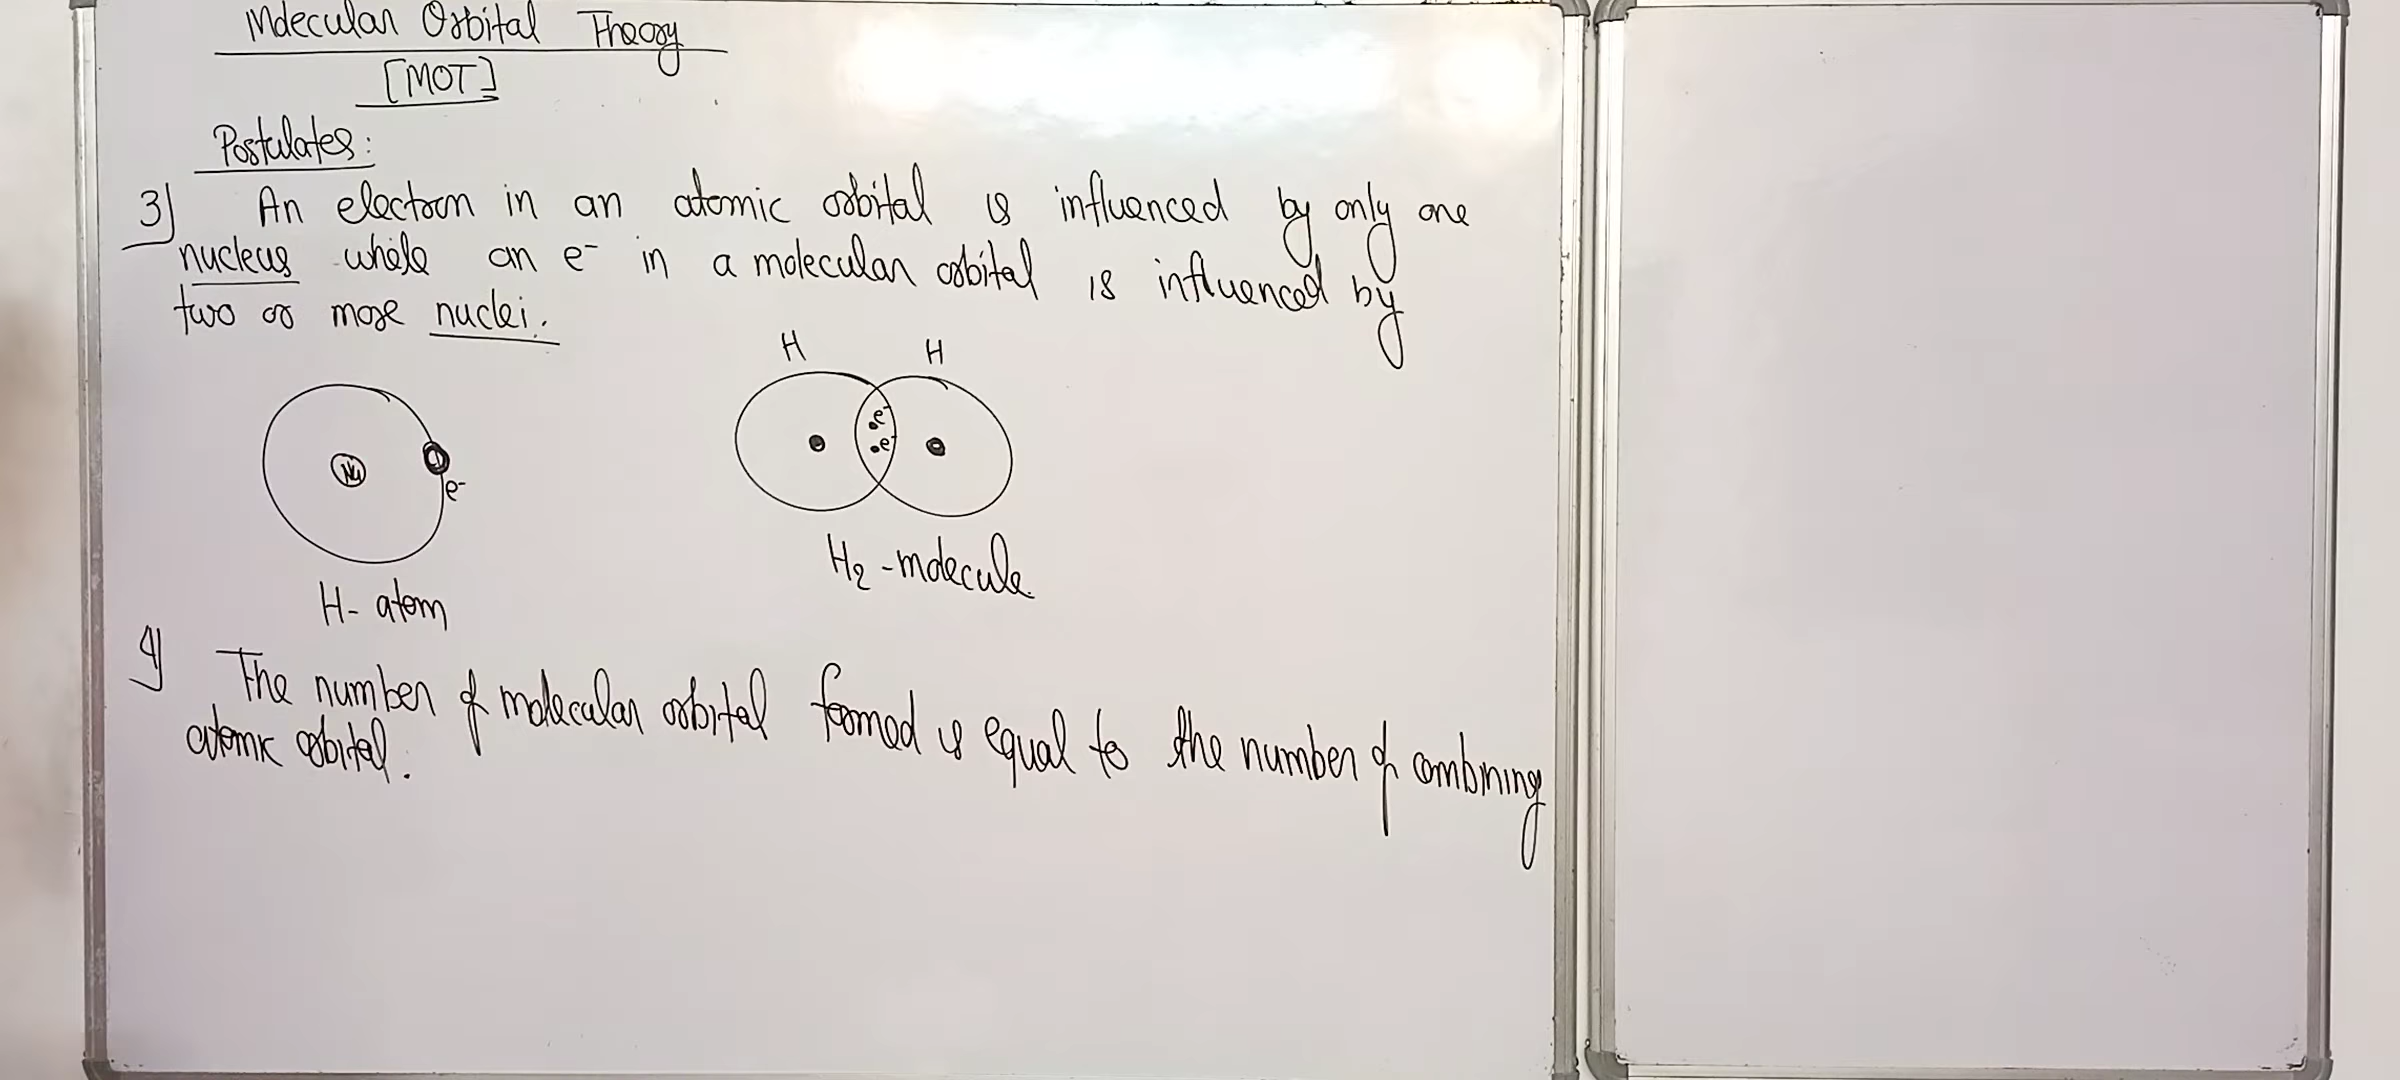 Molecular Orbital Theory
[MOT]
Postulates:
3) An electron in an atomic orbital is influenced by only one
nucleus while an e⁻ in a molecular orbital is influenced by
two or more nuclei.
H H
e⁻
e⁻
Nu
e⁻
H₂ - molecule
H - atom
4) The number of molecular orbital formed is equal to the number of combining
atomic orbital.